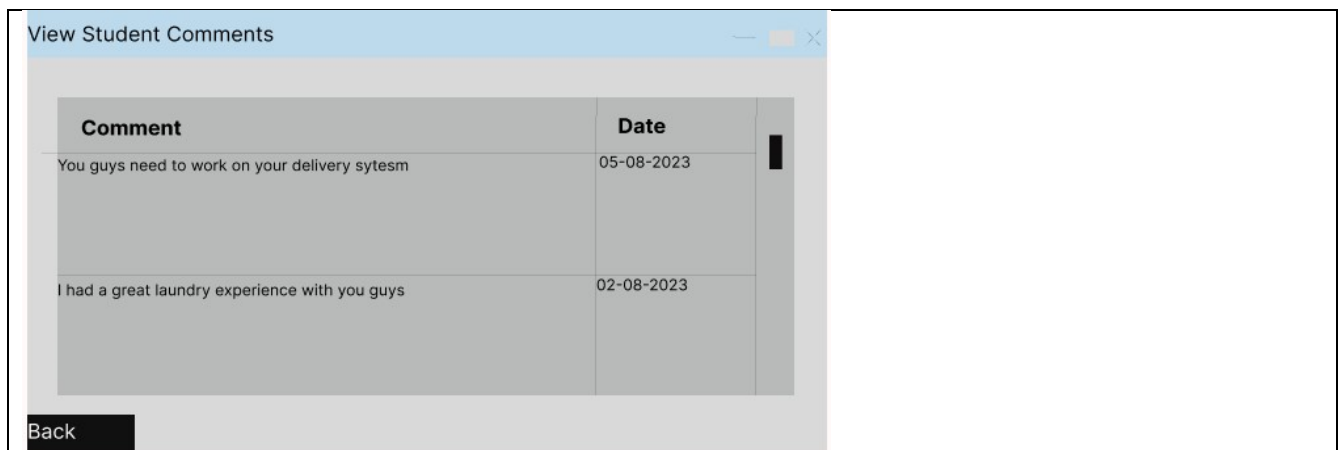 View Student Comments
Comment Date
You guys need to work on your delivery sytesm 05-08-2023
I had a great laundry experience with you guys 02-08-2023
Back